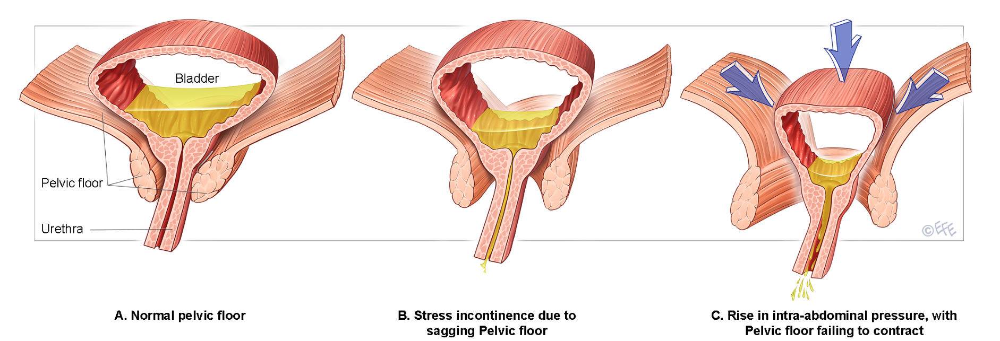 Bladder
Pelvic floor
Urethra
©EFE
A. Normal pelvic floor
B. Stress incontinence due to
sagging Pelvic floor
C. Rise in intra-abdominal pressure, with
Pelvic floor failing to contract